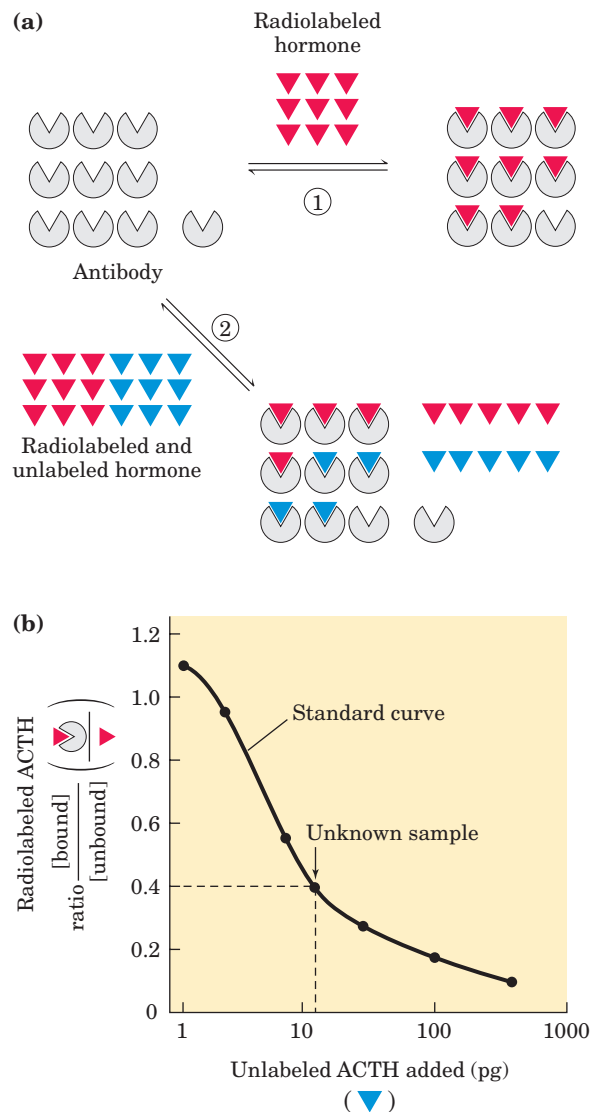 (a)
Radiolabeled
hormone
1
Antibody
2
Radiolabeled and
unlabeled hormone
(b)
Radiolabeled ACTH
ratio [bound]
[unbound]
1.2
1.0
0.8
0.6
0.4
0.2
0
Standard curve
Unknown sample
1 10 100 1000
Unlabeled ACTH added (pg)
( )